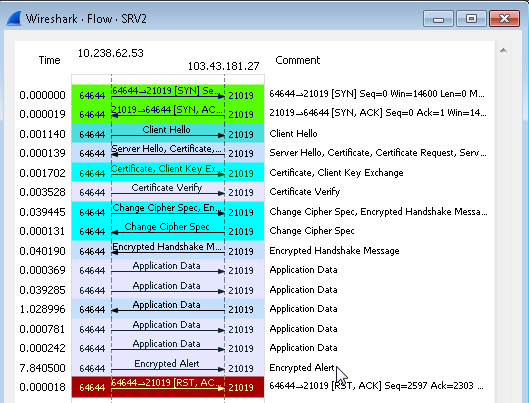 Wireshark · Flow · SRV2
10.238.62.53
Time 103.43.181.27 Comment
0.000000 64644 64644→21019 [SYN] Se... 21019 64644→21019 [SYN] Seq=0 Win=14600 Len=0 M...
0.000019 64644 21019→64644 [SYN, AC... 21019 21019→64644 [SYN, ACK] Seq=0 Ack=1 Win=14...
0.001140 64644 Client Hello 21019 Client Hello
0.000139 64644 Server Hello, Certificate,... 21019 Server Hello, Certificate, Certificate Request, Serv...
0.001702 64644 Certificate, Client Key Ex... 21019 Certificate, Client Key Exchange
0.003528 64644 Certificate Verify 21019 Certificate Verify
0.039445 64644 Change Cipher Spec, En... 21019 Change Cipher Spec, Encrypted Handshake Messa...
0.000131 64644 Change Cipher Spec 21019 Change Cipher Spec
0.040190 64644 Encrypted Handshake M... 21019 Encrypted Handshake Message
0.000369 64644 Application Data 21019 Application Data
0.039285 64644 Application Data 21019 Application Data
1.028996 64644 Application Data 21019 Application Data
0.000781 64644 Application Data 21019 Application Data
0.000242 64644 Application Data 21019 Application Data
7.840500 64644 Encrypted Alert 21019 Encrypted Alert
0.000018 64644 64644→21019 [RST, AC... 21019 64644→21019 [RST, ACK] Seq=2597 Ack=2303 ...